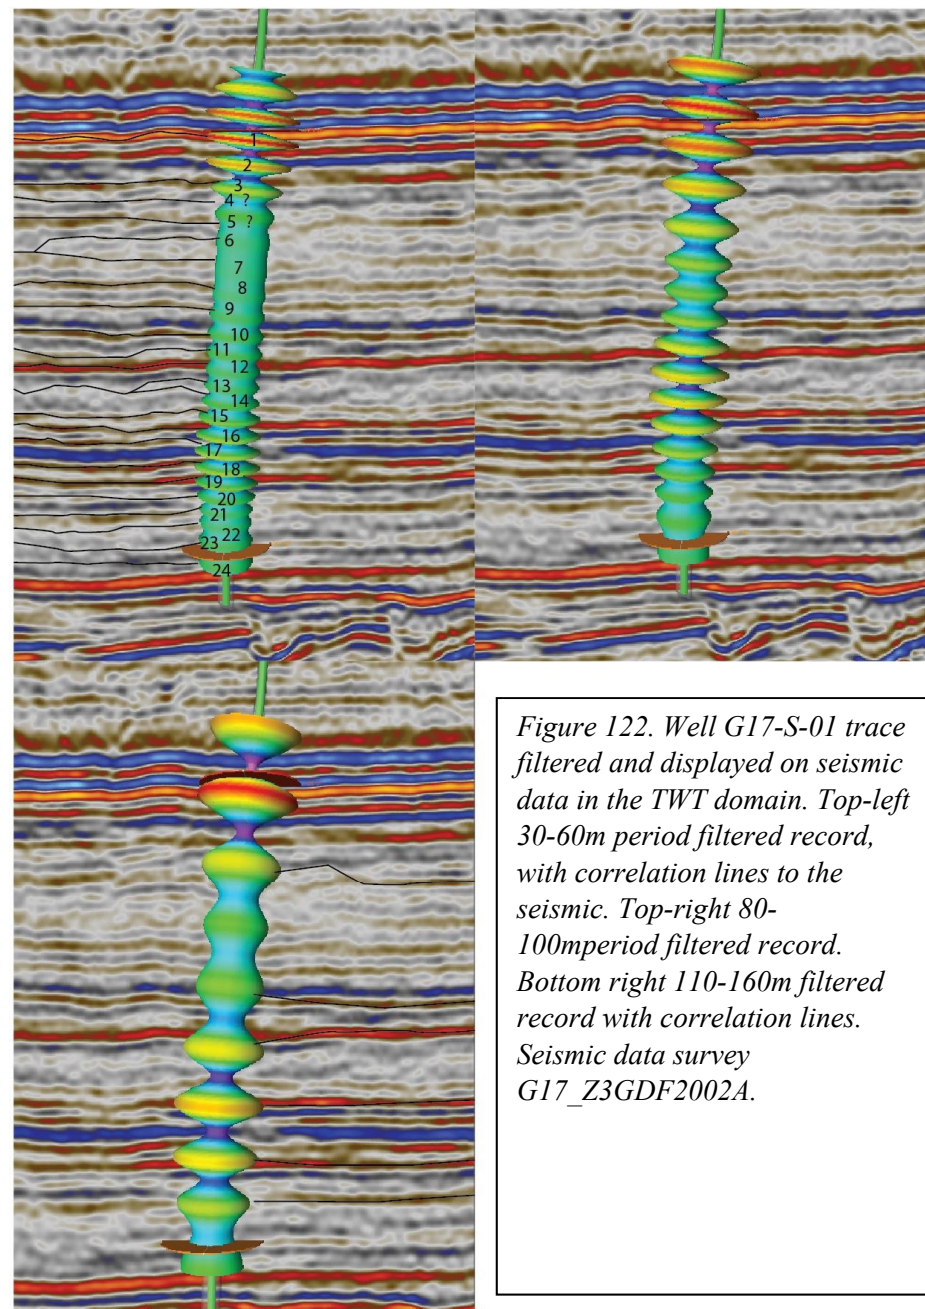 1
2
3
4 ?
5 ?
6
7
8
9
10
11
12
13
14
15
16
17
18
19
20
21
22
23
24
Figure 122. Well G17-S-01 trace
filtered and displayed on seismic
data in the TWT domain. Top-left
30-60m period filtered record,
with correlation lines to the
seismic. Top-right 80-
100mperiod filtered record.
Bottom right 110-160m filtered
record with correlation lines.
Seismic data survey
G17_Z3GDF2002A.